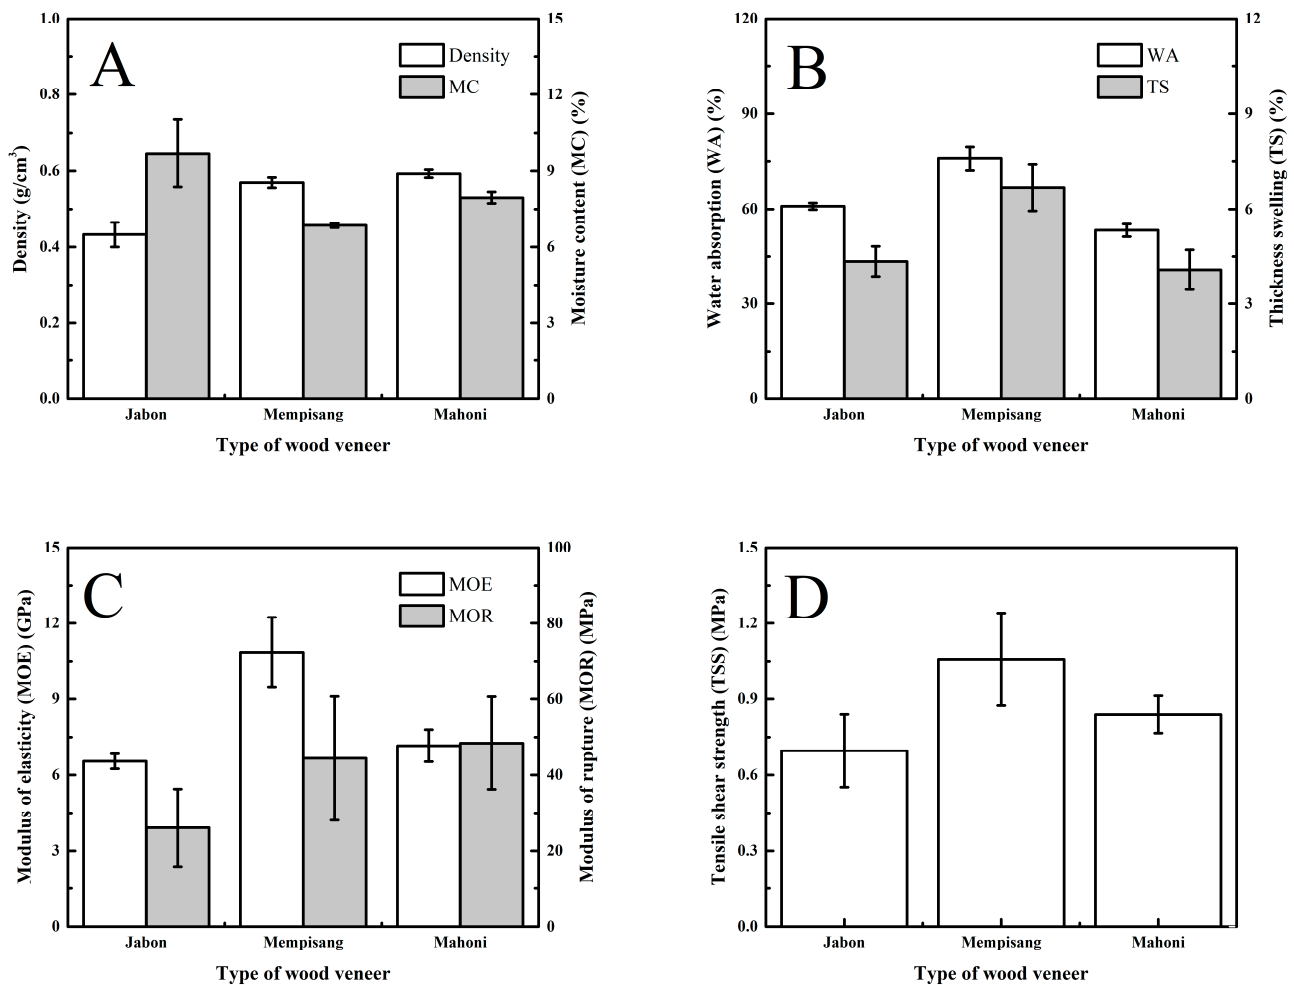 A
Density
MC
1.0
0.8
0.6
0.4
0.2
0.0
Density (g/cm³)
15
12
9
6
3
0
Moisture content (MC) (%)
Jabon Mempisang Mahoni
Type of wood veneer
B
WA
TS
120
90
60
30
0
Water absorption (WA) (%)
12
9
6
3
0
Thickness swelling (TS) (%)
Jabon Mempisang Mahoni
Type of wood veneer
C
MOE
MOR
15
12
9
6
3
0
Modulus of elasticity (MOE) (GPa)
100
80
60
40
20
0
Modulus of rupture (MOR) (MPa)
Jabon Mempisang Mahoni
Type of wood veneer
D
1.5
1.2
0.9
0.6
0.3
0.0
Tensile shear strength (TSS) (MPa)
Jabon Mempisang Mahoni
Type of wood veneer